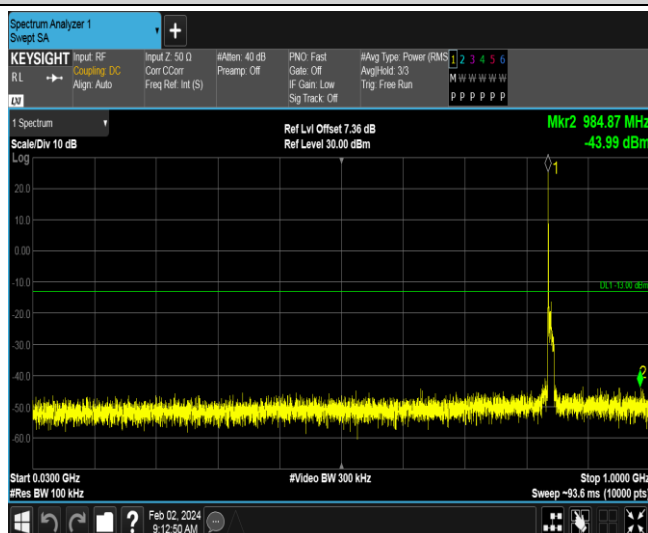 Spectrum Analyzer 1
Swept SA
KEYSIGHT Input: RF Input Z: 50 Ω #Atten: 40 dB PNO: Fast #Avg Type: Power (RMS 1 2 3 4 5 6
RL Coupling: DC Corr CCorr Preamp: Off Gate: Off Avg|Hold: 3/3 M W W W W W
Align: Auto Freq Ref: Int (S) IF Gain: Low Trig: Free Run
LXI Sig Track: Off P P P P P P
1 Spectrum Ref Lvl Offset 7.36 dB Mkr2 984.87 MHz
Scale/Div 10 dB Ref Level 30.00 dBm -43.99 dBm
Log
1
20.0
10.0
0.00
-10.0
DL1 -13.00 dBm
-20.0
-30.0
-40.0
2
-50.0
-60.0
Start 0.0300 GHz #Video BW 300 kHz Stop 1.0000 GHz
#Res BW 100 kHz Sweep ~93.6 ms (10000 pts)
? Feb 02, 2024
9:12:50 AM